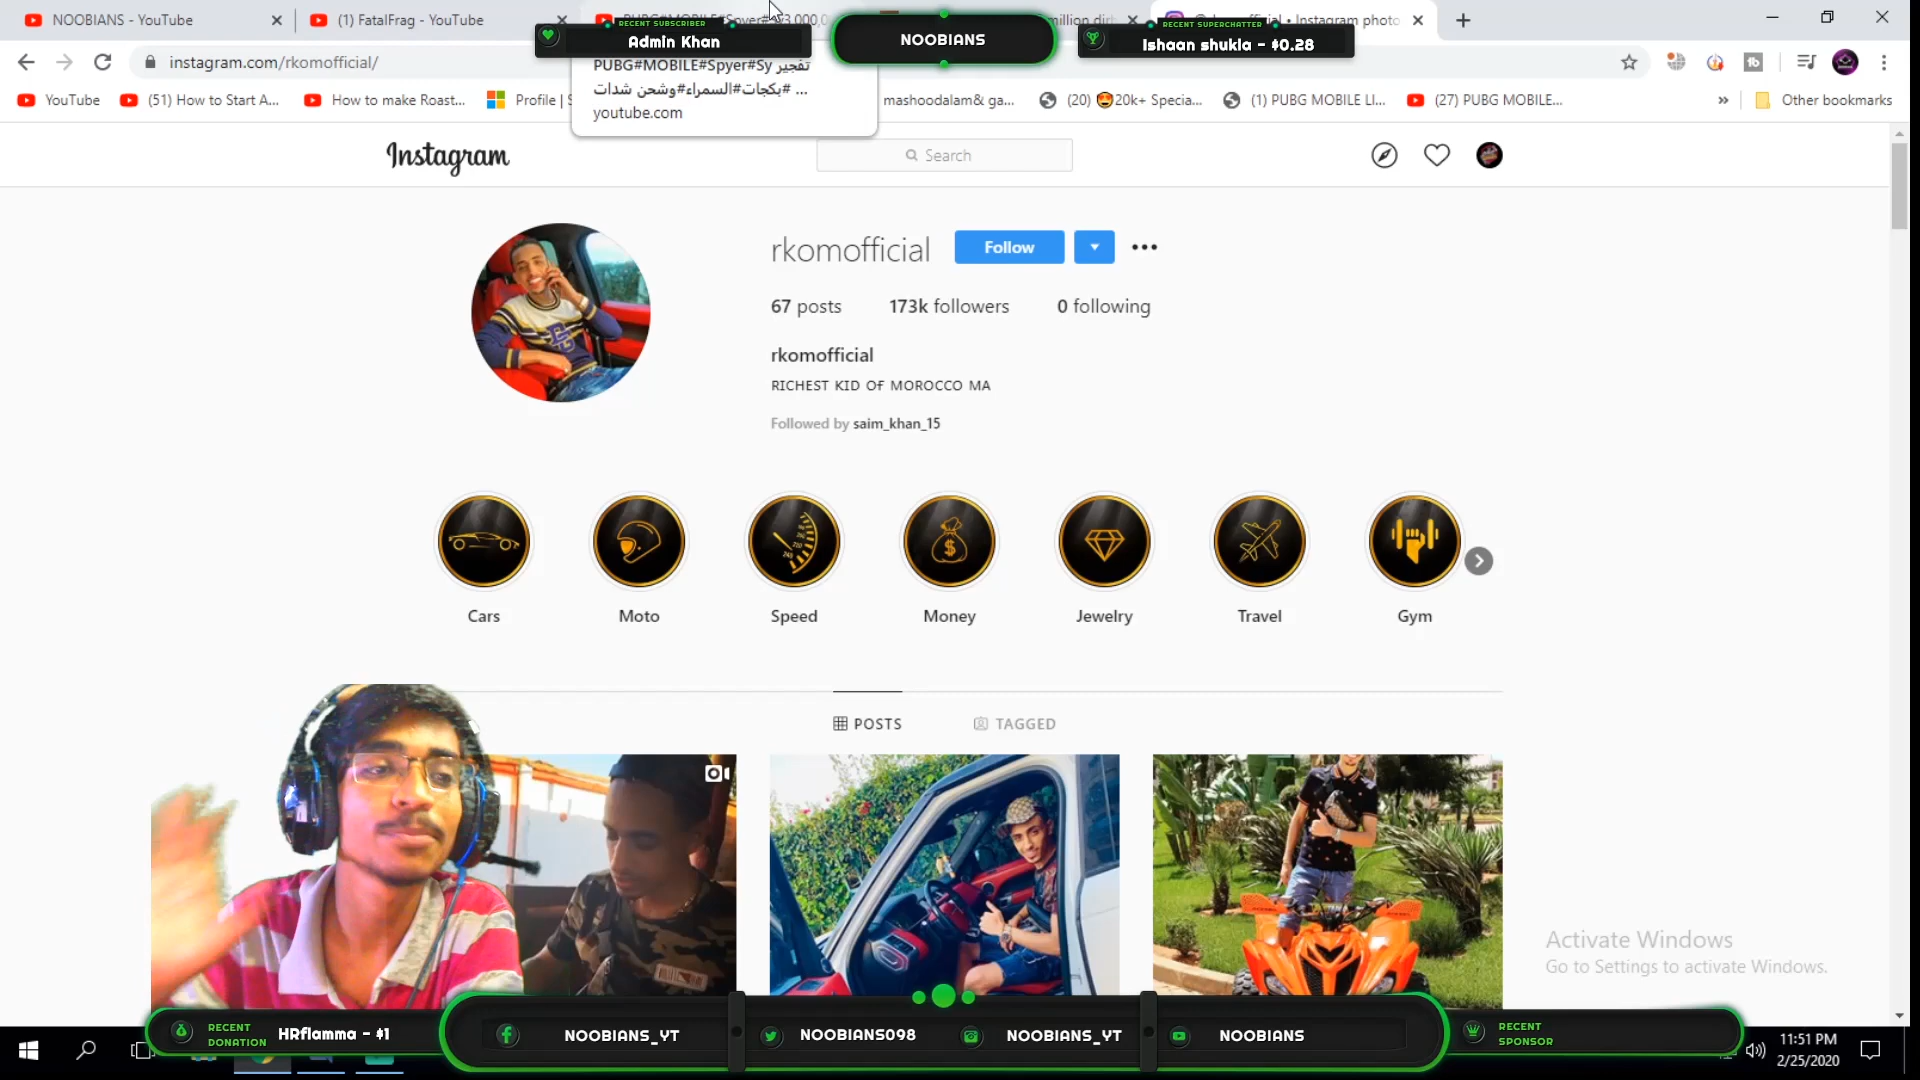 NOOBIANS - YouTube
(1) FatalFrag - YouTube
Instagram photo
RECENT SUBSCRIBER
Admin Khan
NOOBIANS
RECENT SUPERCHATTER
Ishaan shukla - $0.28
instagram.com/rkomofficial/
PUBG#MOBILE#Spyer#Sy تفجير
... #بكجات#السمراء#وشحن شدات
youtube.com
YouTube
(51) How to Start A...
How to make Roast...
Profile | S
mashoodalam& ga...
(20) 😍20k+ Specia...
(1) PUBG MOBILE LI...
(27) PUBG MOBILE...
»
Other bookmarks
Instagram
Search
rkomofficial
Follow
67 posts
173k followers
0 following
rkomofficial
RICHEST KID OF MOROCCO MA
Followed by saim_khan_15
Cars
Moto
Speed
Money
Jewelry
Travel
Gym
POSTS
TAGGED
Activate Windows
Go to Settings to activate Windows.
RECENT
DONATION
HRflamma - $1
NOOBIANS_YT
NOOBIANS098
NOOBIANS_YT
NOOBIANS
RECENT
SPONSOR
11:51 PM
2/25/2020